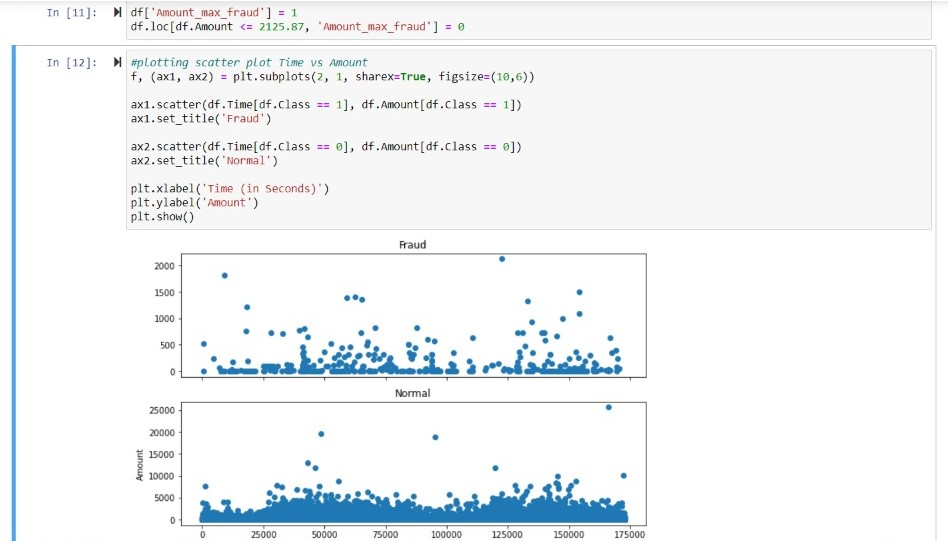 In [11]: df['Amount_max_fraud'] = 1
df.loc[df.Amount <= 2125.87, 'Amount_max_fraud'] = 0
In [12]: #plotting scatter plot Time vs Amount
f, (ax1, ax2) = plt.subplots(2, 1, sharex=True, figsize=(10,6))
ax1.scatter(df.Time[df.Class == 1], df.Amount[df.Class == 1])
ax1.set_title('Fraud')
ax2.scatter(df.Time[df.Class == 0], df.Amount[df.Class == 0])
ax2.set_title('Normal')
plt.xlabel('Time (in Seconds)')
plt.ylabel('Amount')
plt.show()
Fraud
2000
1500
1000
500
0
Normal
25000
20000
15000
10000
5000
0
Amount
0 25000 50000 75000 100000 125000 150000 175000